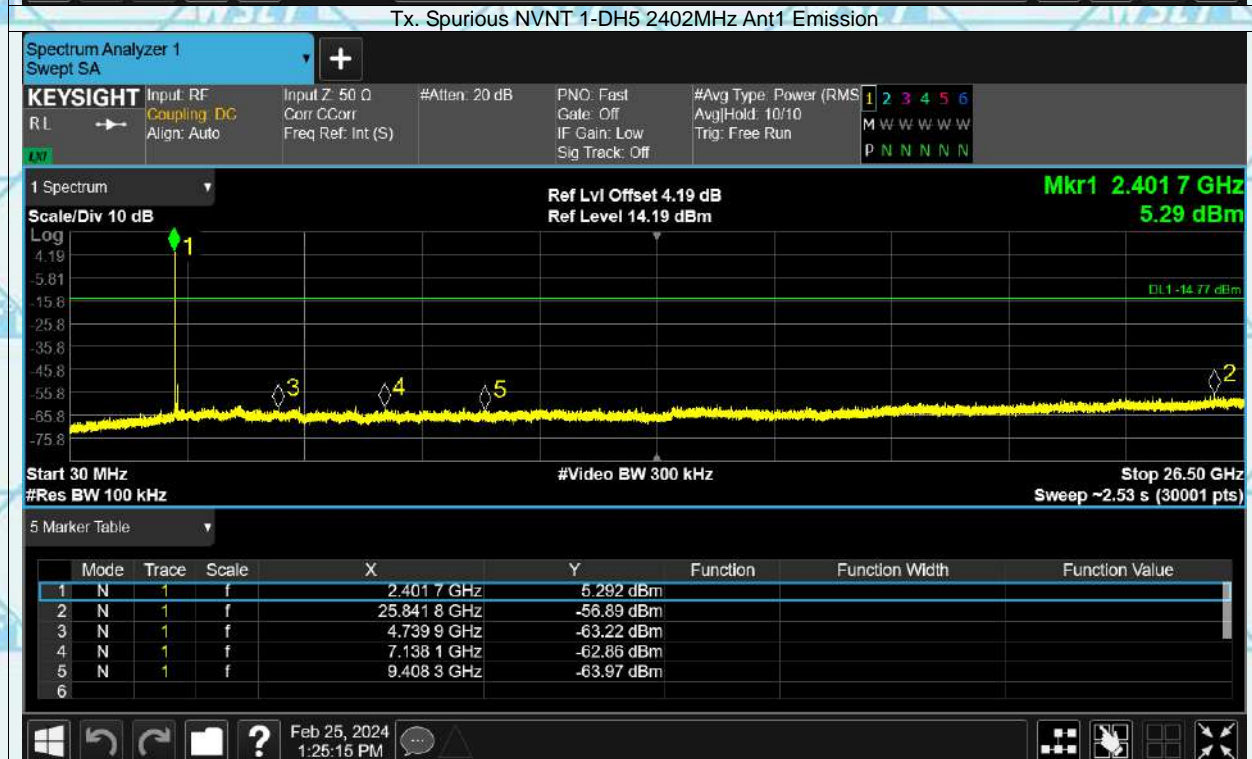 Tx. Spurious NVNT 1-DH5 2402MHz Ant1 Emission
Spectrum Analyzer 1
Swept SA
+
KEYSIGHT Input: RF Input Z: 50 Ω #Atten: 20 dB PNO: Fast #Avg Type: Power (RMS 1 2 3 4 5 6
RL Coupling: DC Corr CCorr Gate: Off Avg|Hold: 10/10 M W W W W W
Align: Auto Freq Ref: Int (S) IF Gain: Low Trig: Free Run
LXI Sig Track: Off P N N N N N
1 Spectrum Ref Lvl Offset 4.19 dB Mkr1 2.401 7 GHz
Scale/Div 10 dB Ref Level 14.19 dBm 5.29 dBm
Log
1
4.19
-5.81
DL1 -14.77 dBm
-15.8
-25.8
-35.8
-45.8
3 4 5 2
-55.8
-65.8
-75.8
Start 30 MHz #Video BW 300 kHz Stop 26.50 GHz
#Res BW 100 kHz Sweep ~2.53 s (30001 pts)
5 Marker Table
Mode Trace Scale X Y Function Function Width Function Value
1 N 1 f 2.401 7 GHz 5.292 dBm
2 N 1 f 25.841 8 GHz -56.89 dBm
3 N 1 f 4.739 9 GHz -63.22 dBm
4 N 1 f 7.138 1 GHz -62.86 dBm
5 N 1 f 9.408 3 GHz -63.97 dBm
6
? Feb 25, 2024
1:25:15 PM